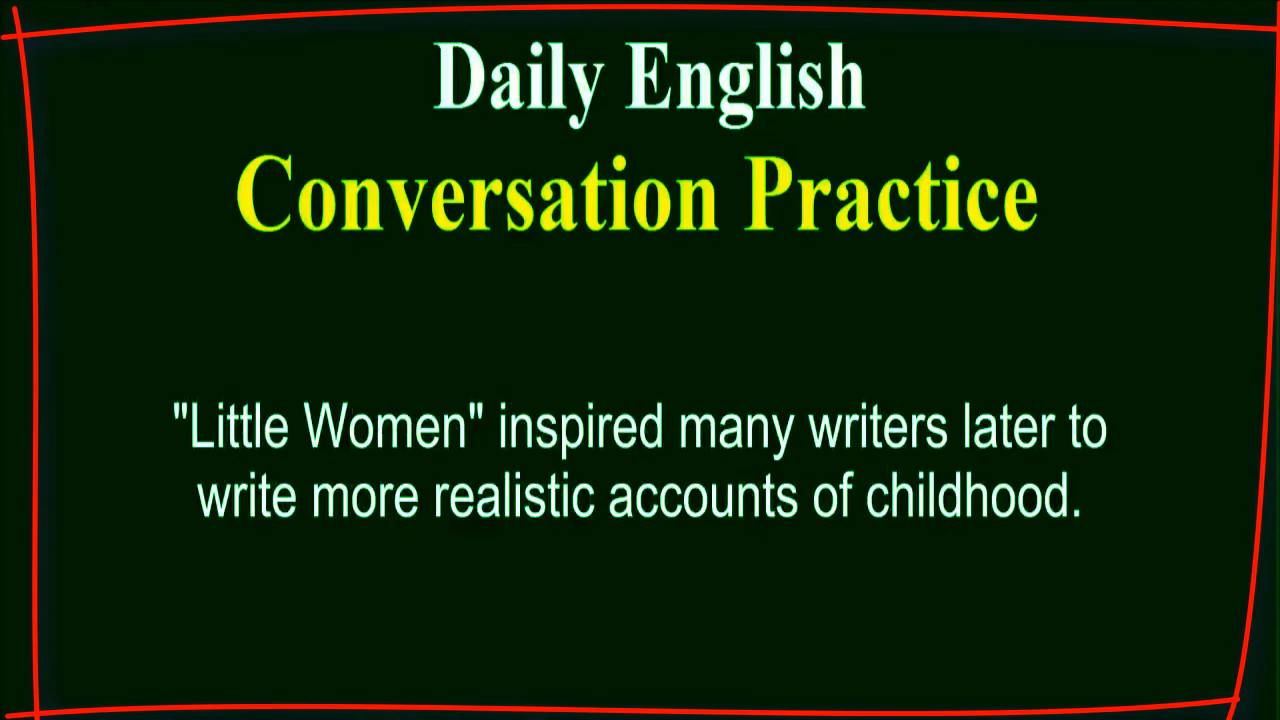 Daily English
Conversation Practice
"Little Women" inspired many writers later to
write more realistic accounts of childhood.